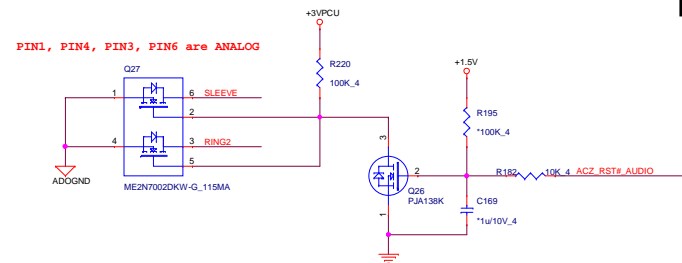 +3VPCU
PIN1, PIN4, PIN3, PIN6 are ANALOG
Q27
R220
100K_4
+1.5V
1
6
SLEEVE
2
R195
*100K_4
4
3
RING2
5
3
ADOGND
ME2N7002DKW-G_115MA
Q26
PJA138K
2
R182
10K_4
ACZ_RST#_AUDIO
C169
*1u/10V_4
1